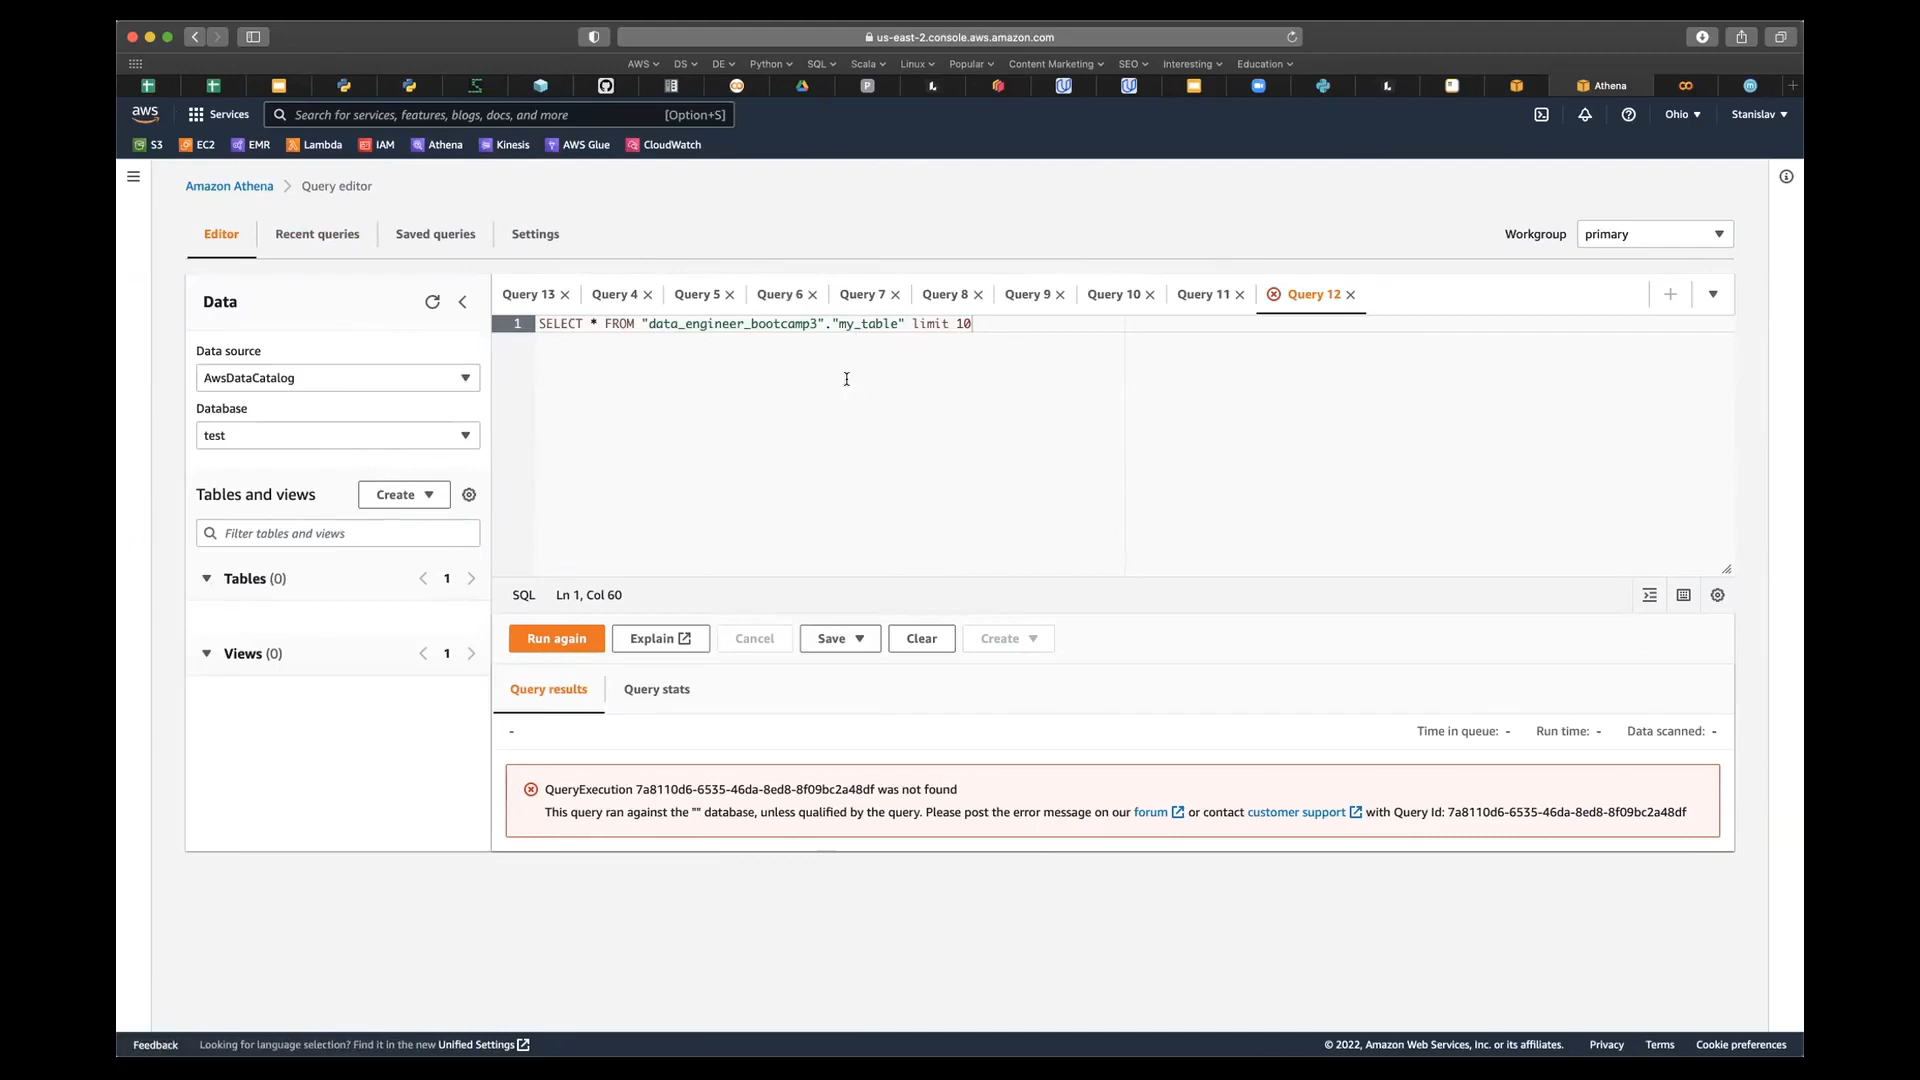 us-east-2.console.aws.amazon.com
AWS DS DE Python SQL Scala Linux Popular Content Marketing SEO Interesting Education
Athena
aws Services Search for services, features, blogs, docs, and more [Option+S] Ohio Stanislav
S3 EC2 EMR Lambda IAM Athena Kinesis AWS Glue CloudWatch
Amazon Athena Query editor
Editor Recent queries Saved queries Settings Workgroup primary
Data
Query 13 Query 4 Query 5 Query 6 Query 7 Query 8 Query 9 Query 10 Query 11 Query 12
1 SELECT * FROM "data_engineer_bootcamp3"."my_table" limit 10
Data source
AwsDataCatalog
Database
test
Tables and views Create
Filter tables and views
Tables (0) 1
Views (0) 1
SQL Ln 1, Col 60
Run again Explain Cancel Save Clear Create
Query results Query stats
- Time in queue: - Run time: - Data scanned: -
QueryExecution 7a8110d6-6535-46da-8ed8-8f09bc2a48df was not found
This query ran against the "" database, unless qualified by the query. Please post the error message on our forum or contact customer support with Query Id: 7a8110d6-6535-46da-8ed8-8f09bc2a48df
Feedback Looking for language selection? Find it in the new Unified Settings © 2022, Amazon Web Services, Inc. or its affiliates. Privacy Terms Cookie preferences